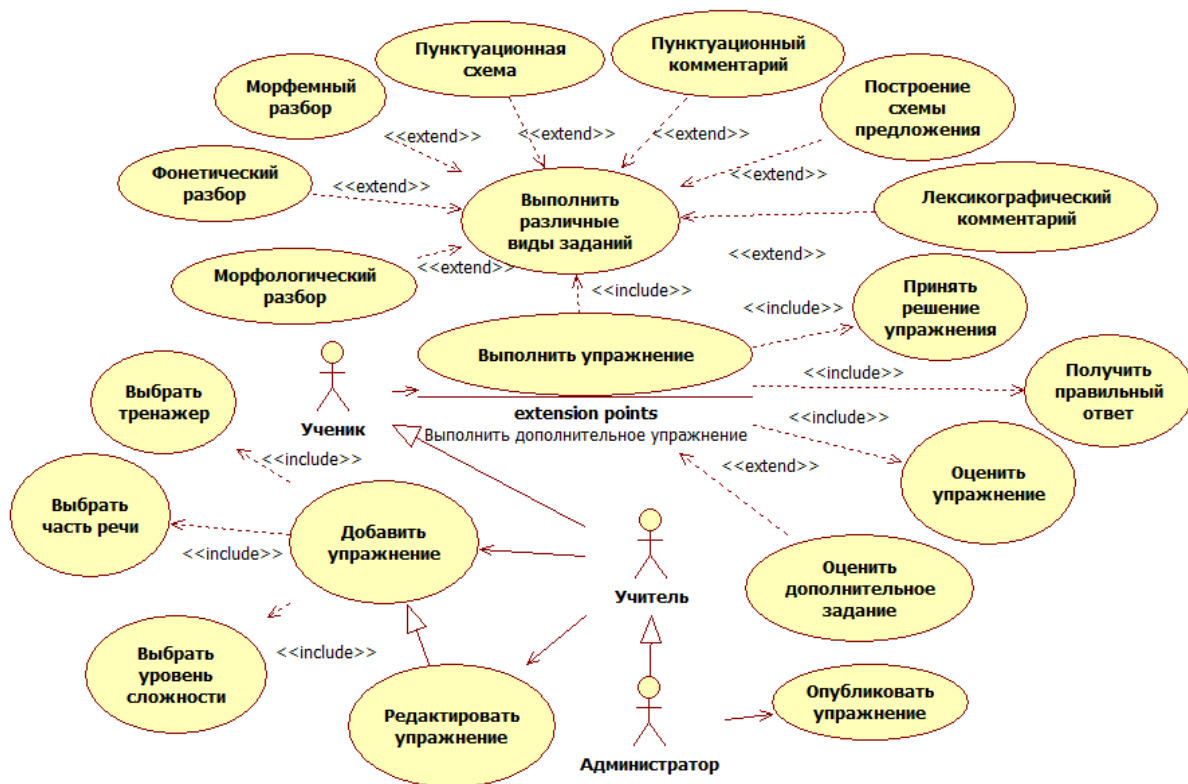 Пунктуационная
схема
Пунктуационный
комментарий
Морфемный
разбор
Построение
схемы
предложения
<<extend>>
<<extend>>
<<extend>>
<<extend>>
Фонетический
разбор
<<extend>>
Выполнить
различные
виды заданий
Лексикографический
комментарий
Морфологический
разбор
<<extend>>
<<extend>>
<<include>>
<<include>>
Принять
решение
упражнения
Выполнить упражнение
extension points
Выполнить дополнительное упражнение
Ученик
<<include>>
Получить
правильный
ответ
Выбрать
тренажер
<<include>>
<<include>>
<<extend>>
Оценить
упражнение
Выбрать
часть речи
<<include>>
Добавить
упражнение
Учитель
Оценить
дополнительное
задание
Выбрать
уровень
сложности
<<include>>
Редактировать
упражнение
Администратор
Опубликовать
упражнение